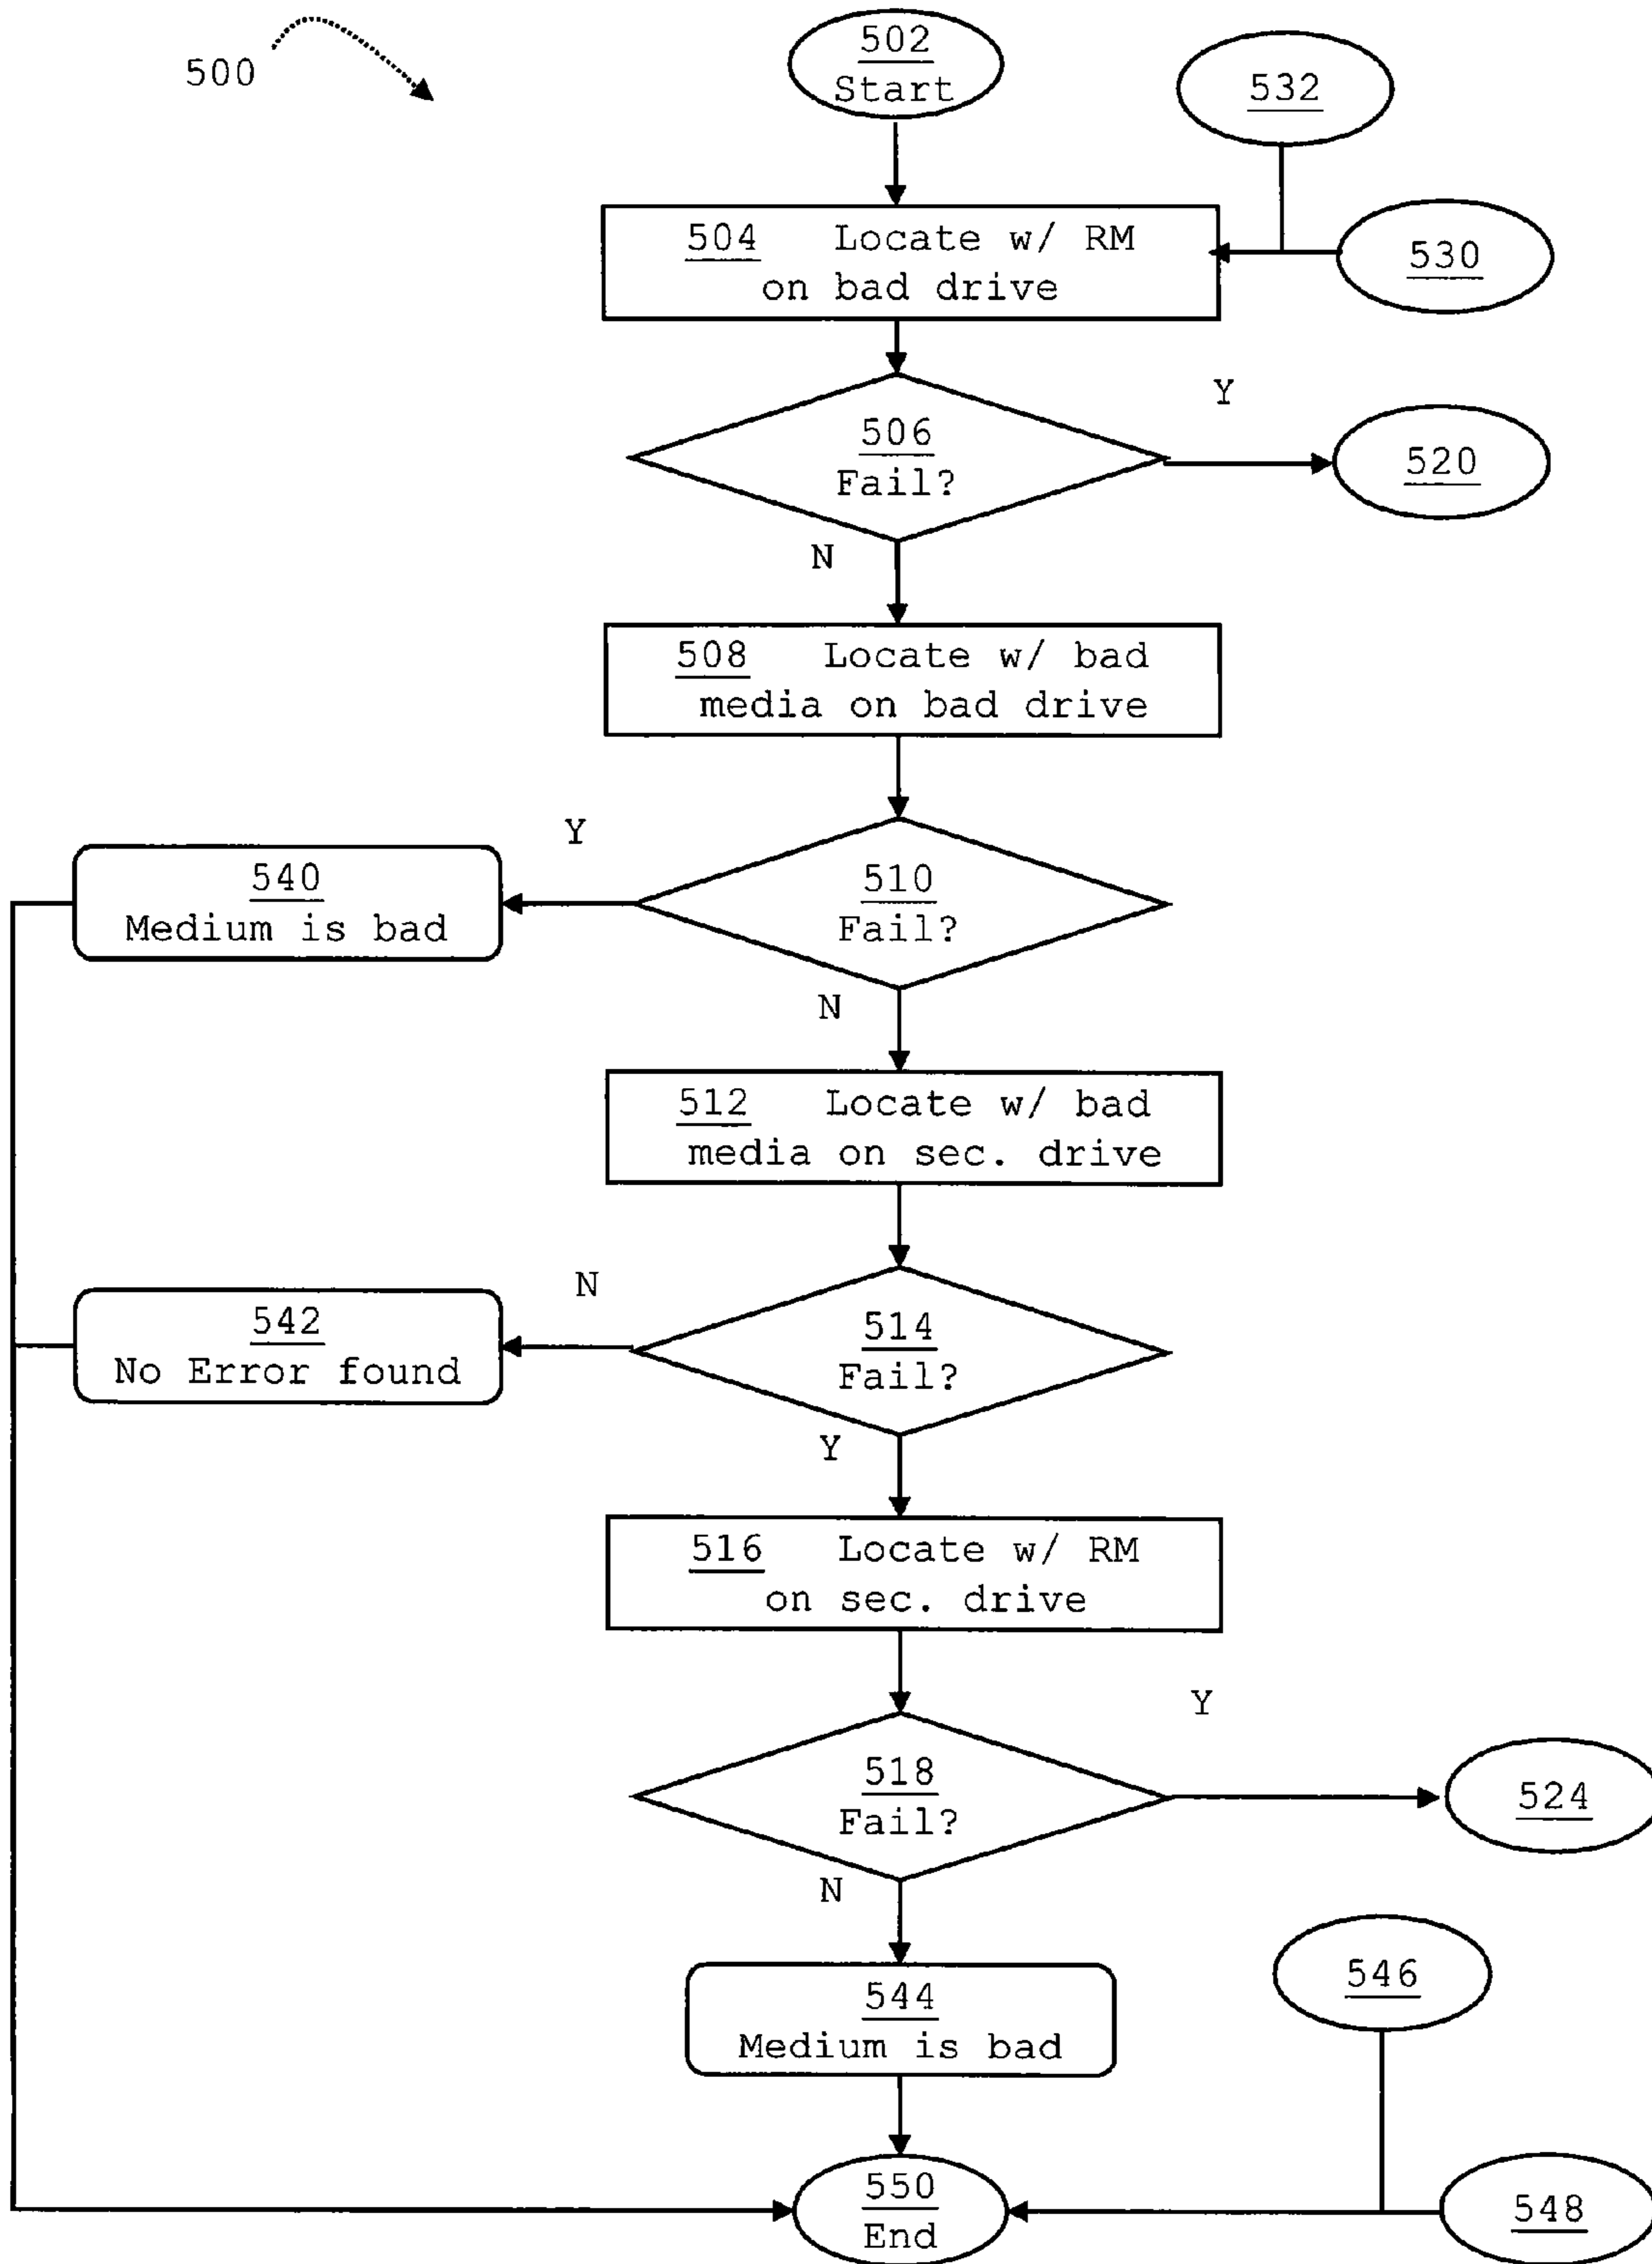 500
502
Start
532
504 Locate w/ RM
on bad drive
530
Y
506
Fail?
520
N
508 Locate w/ bad
media on bad drive
Y
540
Medium is bad
510
Fail?
N
512 Locate w/ bad
media on sec. drive
N
542
No Error found
514
Fail?
Y
516 Locate w/ RM
on sec. drive
Y
518
Fail?
524
N
544
Medium is bad
546
550
End
548